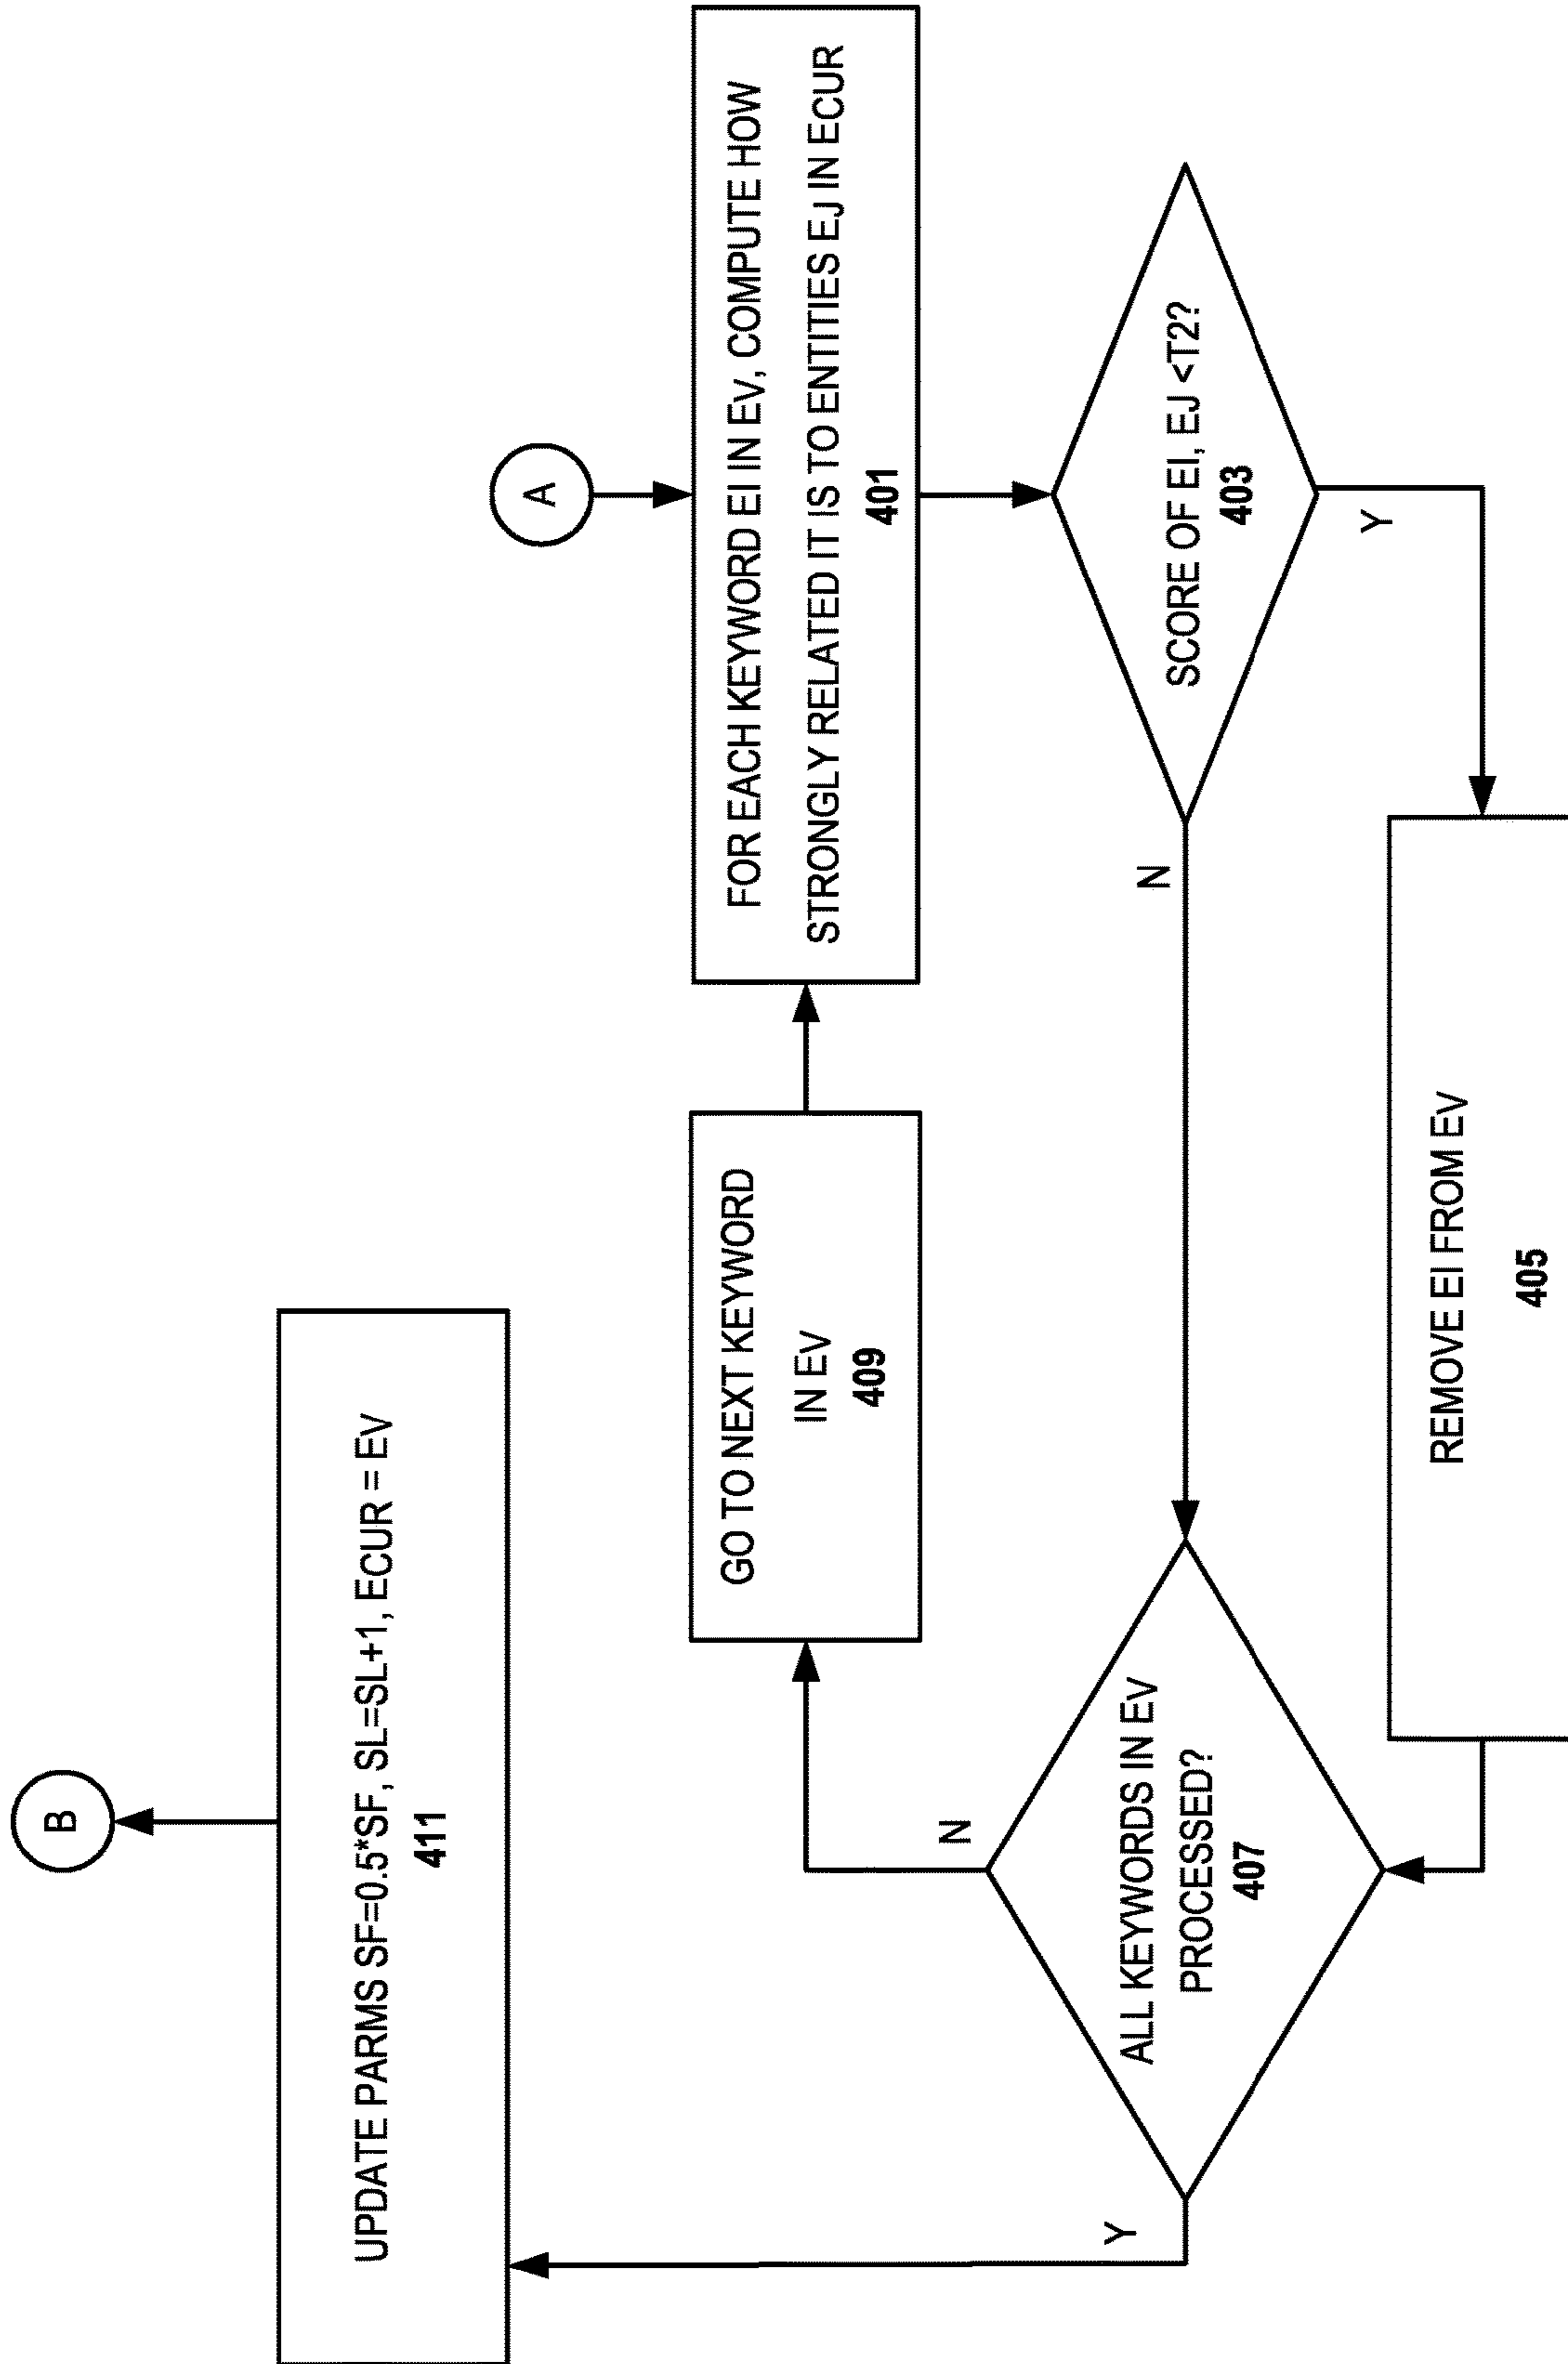 A
FOR EACH KEYWORD EI IN EV, COMPUTE HOW
STRONGLY RELATED IT IS TO ENTITIES EJ IN ECUR
401
SCORE OF EI, EJ <T2?
403
Y
N
REMOVE EI FROM EV
405
ALL KEYWORDS IN EV
PROCESSED?
407
N
Y
GO TO NEXT KEYWORD
IN EV
409
UPDATE PARMS SF=0.5*SF, SL=SL+1, ECUR = EV
411
B